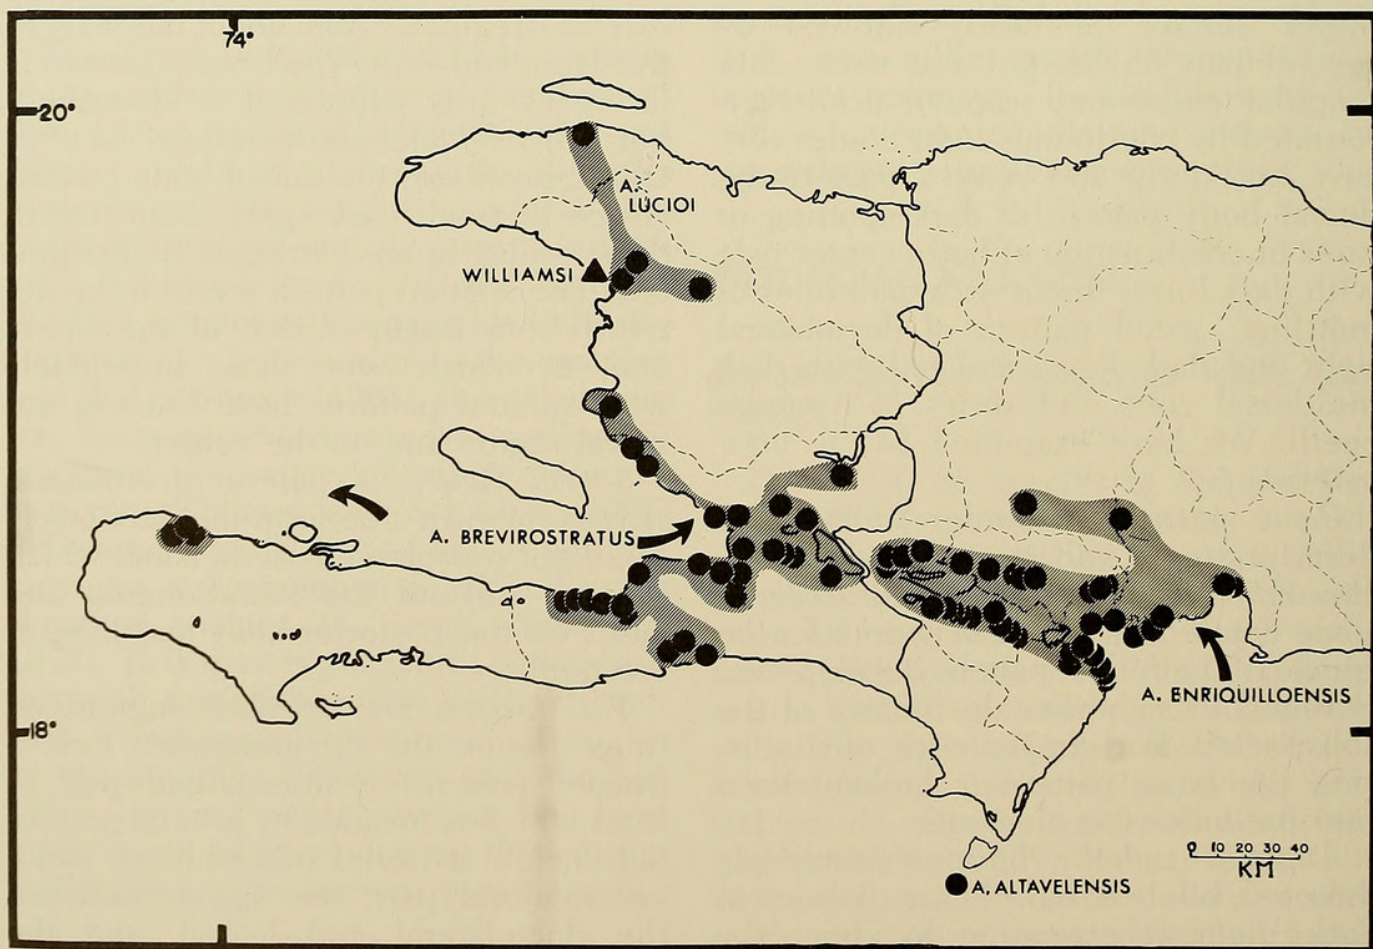 74°
20°
A.
LUCIOI
WILLIAMSI
A. BREVIROSTRATUS
A. ENRIQUILLOENSIS
18°
0 10 20 30 40
KM
A. ALTAVELENSIS